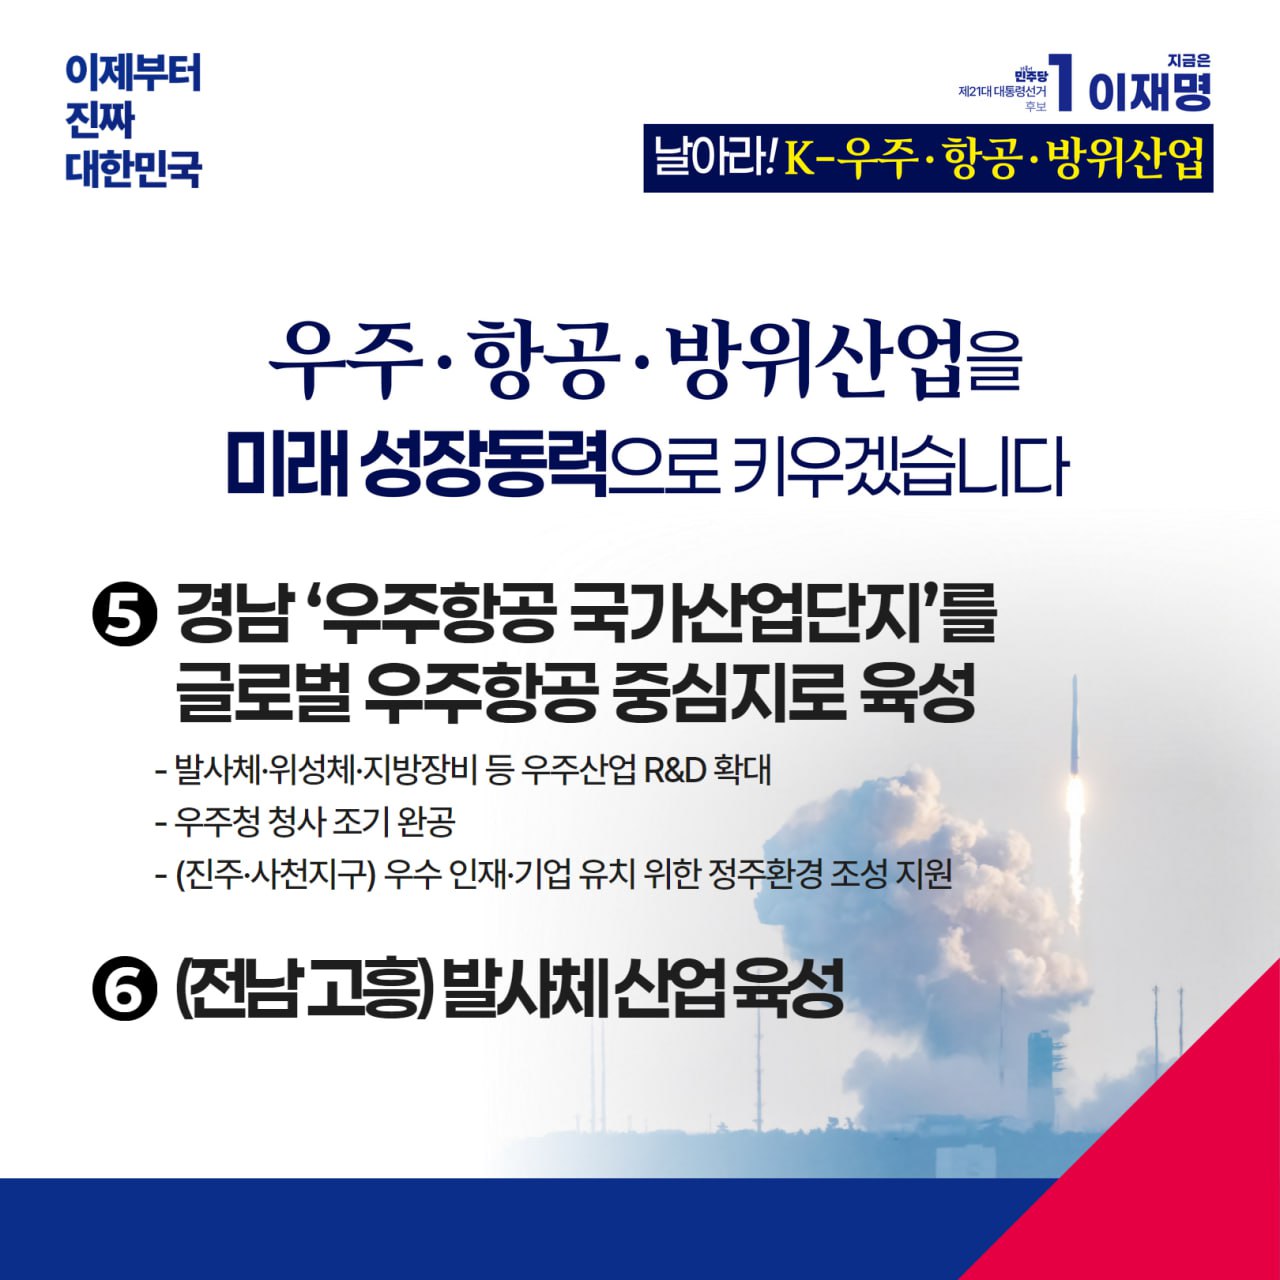 이제부터
진짜
대한민국
지금은
더불어
민주당
제21대 대통령선거
후보
1 이재명
날아라! K-우주·항공·방위산업
우주·항공·방위산업을
미래 성장동력으로 키우겠습니다
5 경남 ‘우주항공 국가산업단지’를
글로벌 우주항공 중심지로 육성
- 발사체·위성체·지방장비 등 우주산업 R&D 확대
- 우주청 청사 조기 완공
- (진주·사천지구) 우수 인재·기업 유치 위한 정주환경 조성 지원
6 (전남 고흥) 발사체 산업 육성